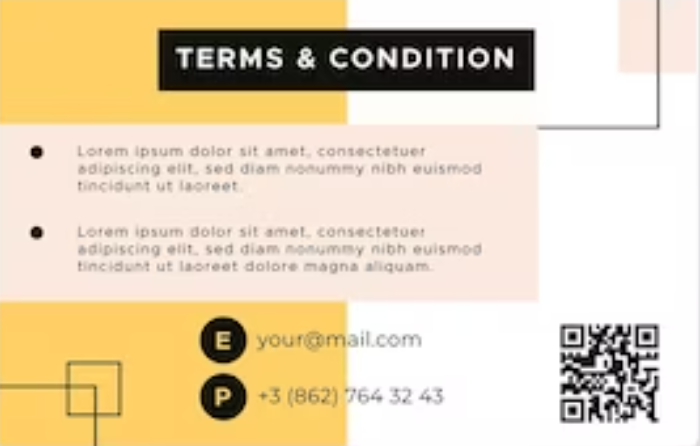 TERMS & CONDITION
Lorem ipsum dolor sit amet, consectetuer
adipiscing elit, sed diam nonummy nibh euismod
tincidunt ut laoreet.
Lorem ipsum dolor sit amet, consectetuer
adipiscing elit, sed diam nonummy nibh euismod
tincidunt ut laoreet dolore magna aliquam.
E your@mail.com
P +3 (862) 764 32 43